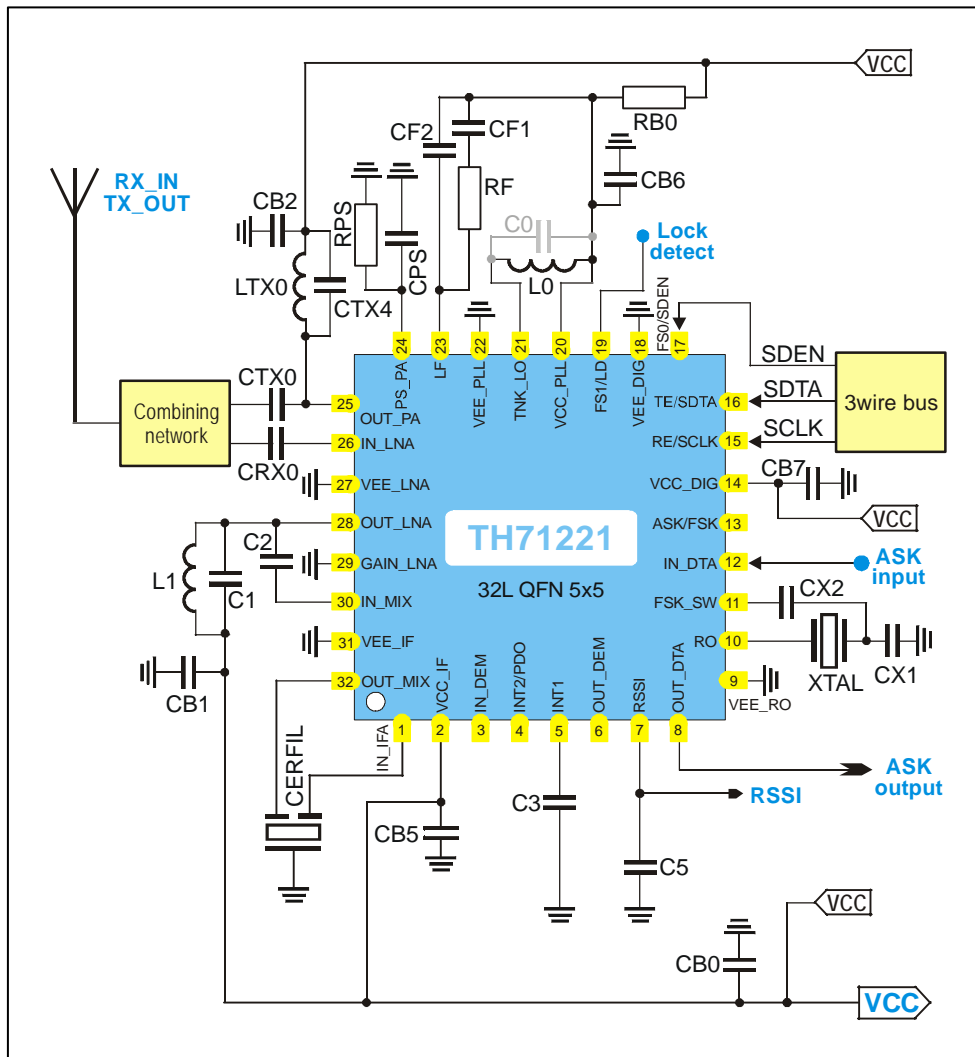 VCC
RB0
CF2
CF1
CB6
RX_IN
TX_OUT
CB2
RPS
CPS
RF
C0
L0
Lock
detect
LTX0
CTX4
FS0/SDEN
24
23
22
21
20
19
18
17
PS_PA
LF
VEE_PLL
TNK_LO
VCC_PLL
FS1/LD
VEE_DIG
SDEN
SDTA
SCLK
3wire bus
CTX0
Combining
network
CRX0
25
OUT_PA
26
IN_LNA
27
VEE_LNA
28
OUT_LNA
29
GAIN_LNA
30
IN_MIX
31
VEE_IF
32
OUT_MIX
TE/SDTA
16
RE/SCLK
15
VCC_DIG
14
ASK/FSK
13
IN_DTA
12
FSK_SW
11
RO
10
9
VEE_RO
CB7
VCC
ASK
input
CX2
CX1
XTAL
TH71221
32L QFN 5x5
C2
L1
C1
CB1
IN_IFA
VCC_IF
IN_DEM
INT2/PDO
INT1
OUT_DEM
RSSI
OUT_DTA
1
2
3
4
5
6
7
8
CERFIL
CB5
C3
C5
RSSI
ASK
output
CB0
VCC
VCC